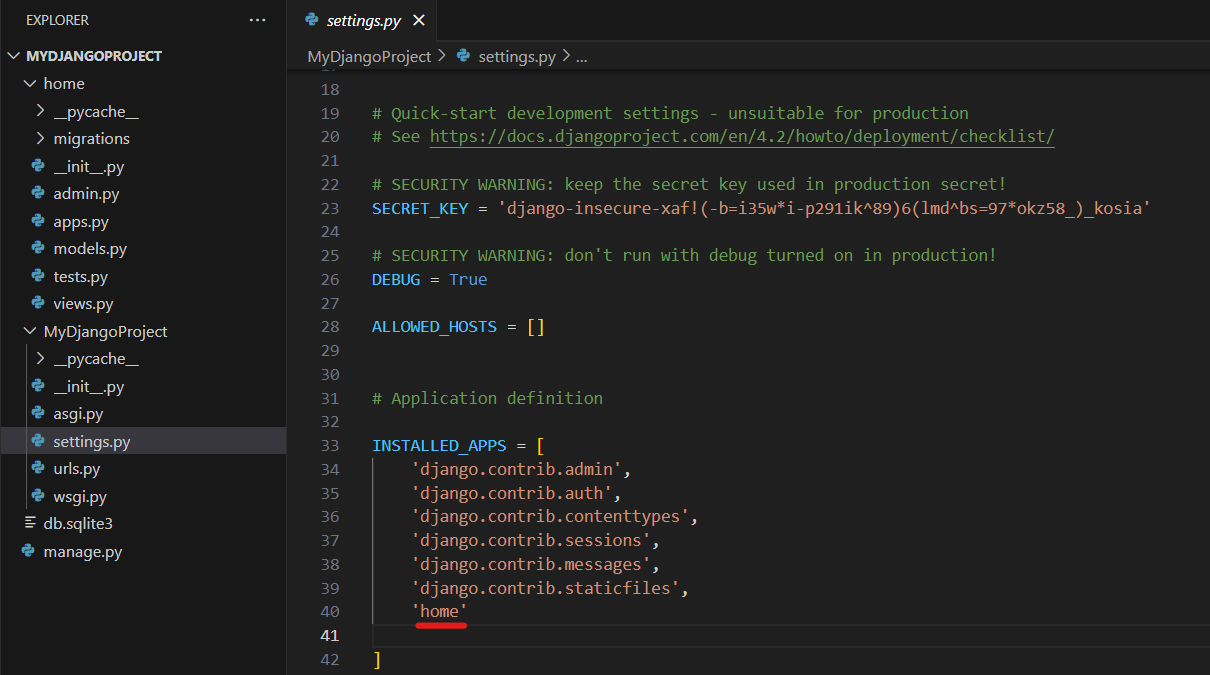 EXPLORER
MYDJANGOPROJECT
home
__pycache__
migrations
__init__.py
admin.py
apps.py
models.py
tests.py
views.py
MyDjangoProject
__pycache__
__init__.py
asgi.py
settings.py
urls.py
wsgi.py
db.sqlite3
manage.py
settings.py
MyDjangoProject > settings.py > ...
18
19 # Quick-start development settings - unsuitable for production
20 # See https://docs.djangoproject.com/en/4.2/howto/deployment/checklist/
21
22 # SECURITY WARNING: keep the secret key used in production secret!
23 SECRET_KEY = 'django-insecure-xaf!(-b=i35w*i-p291ik^89)6(lmd^bs=97*okz58_)_kosia'
24
25 # SECURITY WARNING: don't run with debug turned on in production!
26 DEBUG = True
27
28 ALLOWED_HOSTS = []
29
30
31 # Application definition
32
33 INSTALLED_APPS = [
34 'django.contrib.admin',
35 'django.contrib.auth',
36 'django.contrib.contenttypes',
37 'django.contrib.sessions',
38 'django.contrib.messages',
39 'django.contrib.staticfiles',
40 'home'
41
42 ]